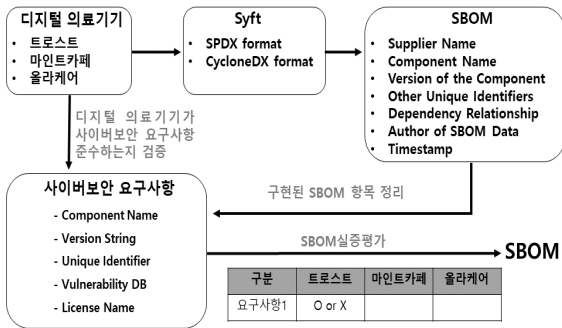 디지털 의료기기
• 트로스트
• 마인트카페
• 올라케어
Syft
• SPDX format
• CycloneDX format
SBOM
• Supplier Name
• Component Name
• Version of the Component
• Other Unique Identifiers
• Dependency Relationship
• Author of SBOM Data
• Timestamp
디지털 의료기기가
사이버보안 요구사항
준수하는지 검증
구현된 SBOM 항목 정리
사이버보안 요구사항
- Component Name
- Version String
- Unique Identifier
- Vulnerability DB
- License Name
SBOM실증평가
SBOM
구분 트로스트 마인트카페 올라케어
요구사항1 O or X